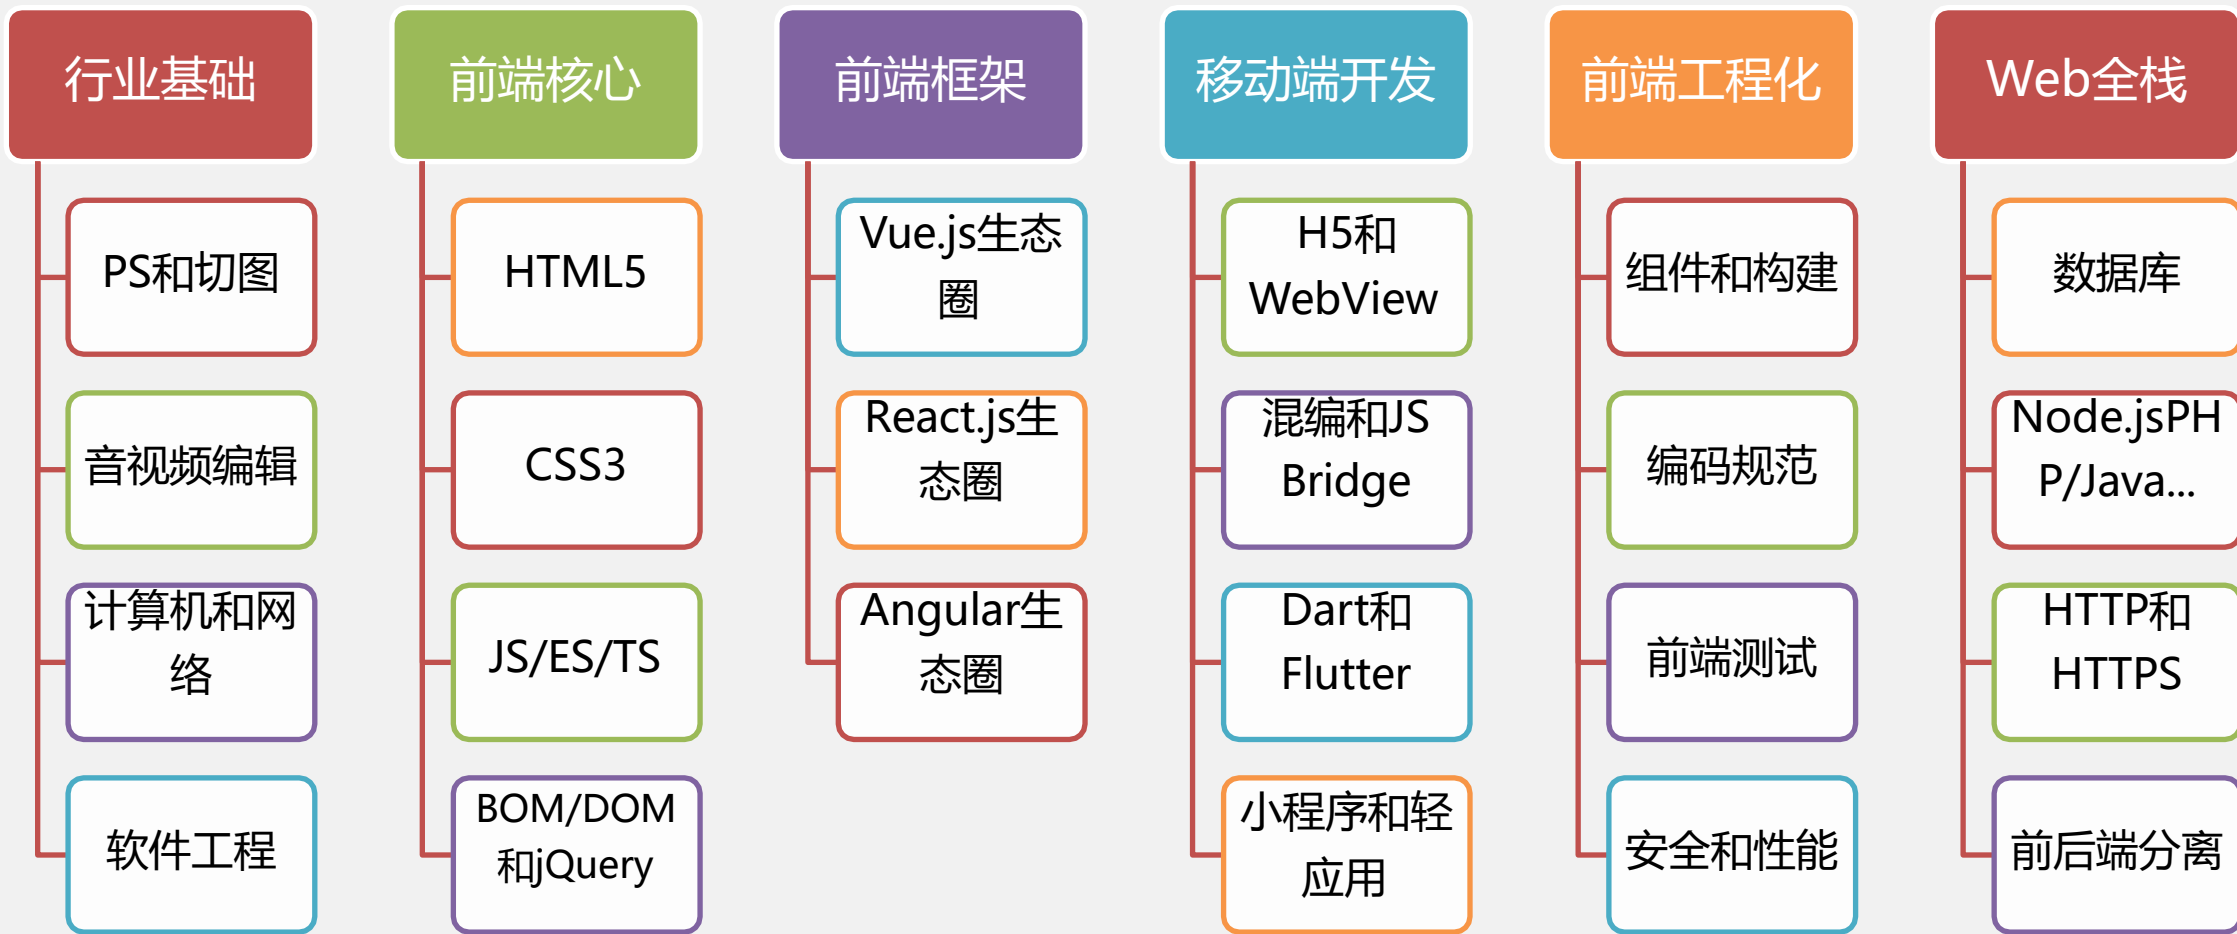 行业基础
PS和切图
音视频编辑
计算机和网
络
软件工程
前端核心
HTML5
CSS3
JS/ES/TS
BOM/DOM
和jQuery
前端框架
Vue.js生态
圈
React.js生
态圈
Angular生
态圈
移动端开发
H5和
WebView
混编和JS
Bridge
Dart和
Flutter
小程序和轻
应用
前端工程化
组件和构建
编码规范
前端测试
安全和性能
Web全栈
数据库
Node.jsPH
P/Java...
HTTP和
HTTPS
前后端分离